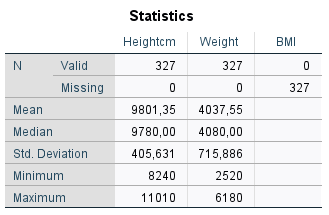 Statistics
Heightcm Weight BMI
N Valid 327 327 0
Missing 0 0 327
Mean 9801,35 4037,55
Median 9780,00 4080,00
Std. Deviation 405,631 715,886
Minimum 8240 2520
Maximum 11010 6180